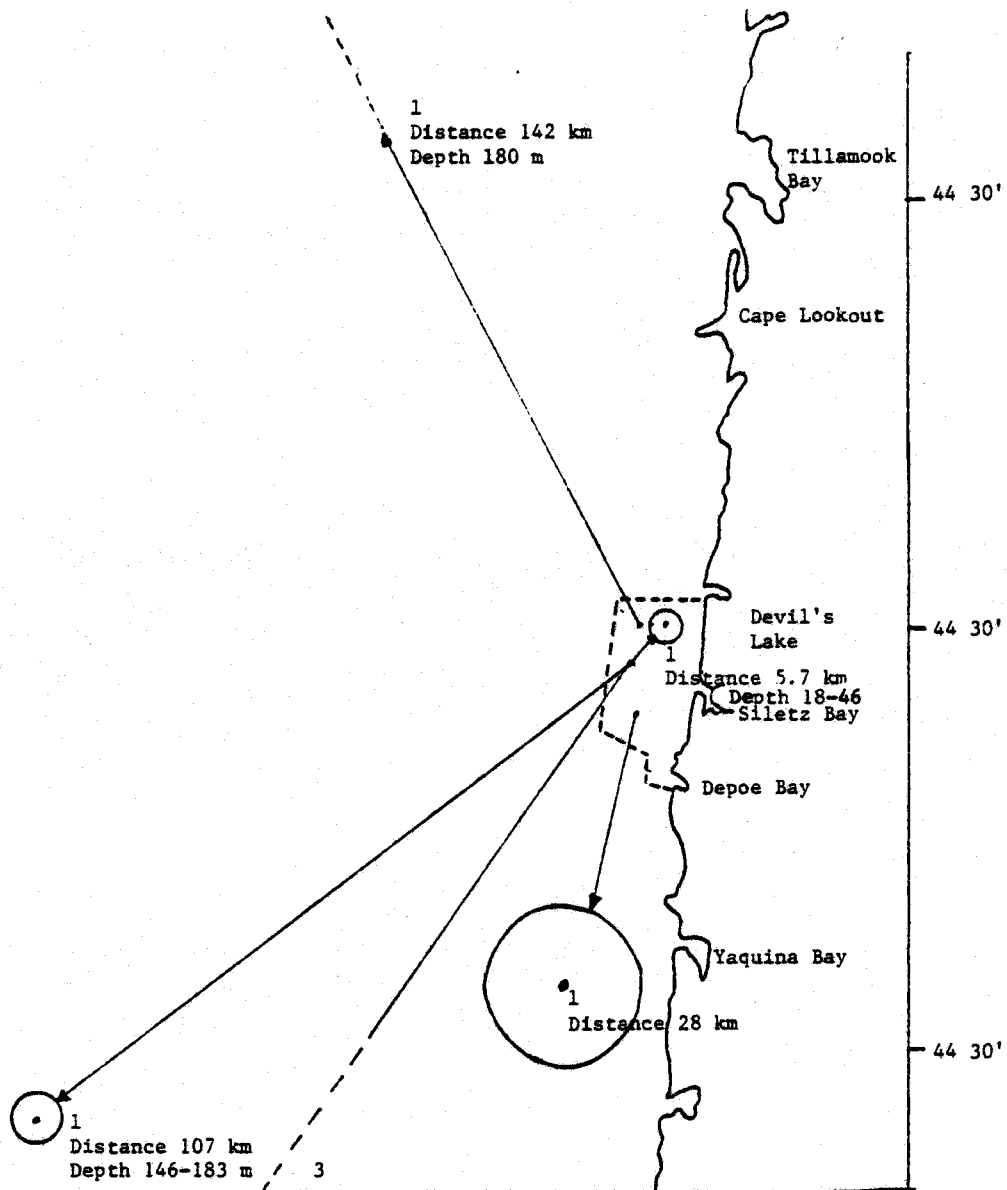 1
Distance 142 km
Depth 180 m
Tillamook
Bay
44 30'
Cape Lookout
Devil's
Lake
44 30'
1
Distance 5.7 km
Depth 18-46
Siletz Bay
Depoe Bay
Yaquina Bay
1
Distance 28 km
44 30'
1
Distance 107 km
Depth 146-183 m
3